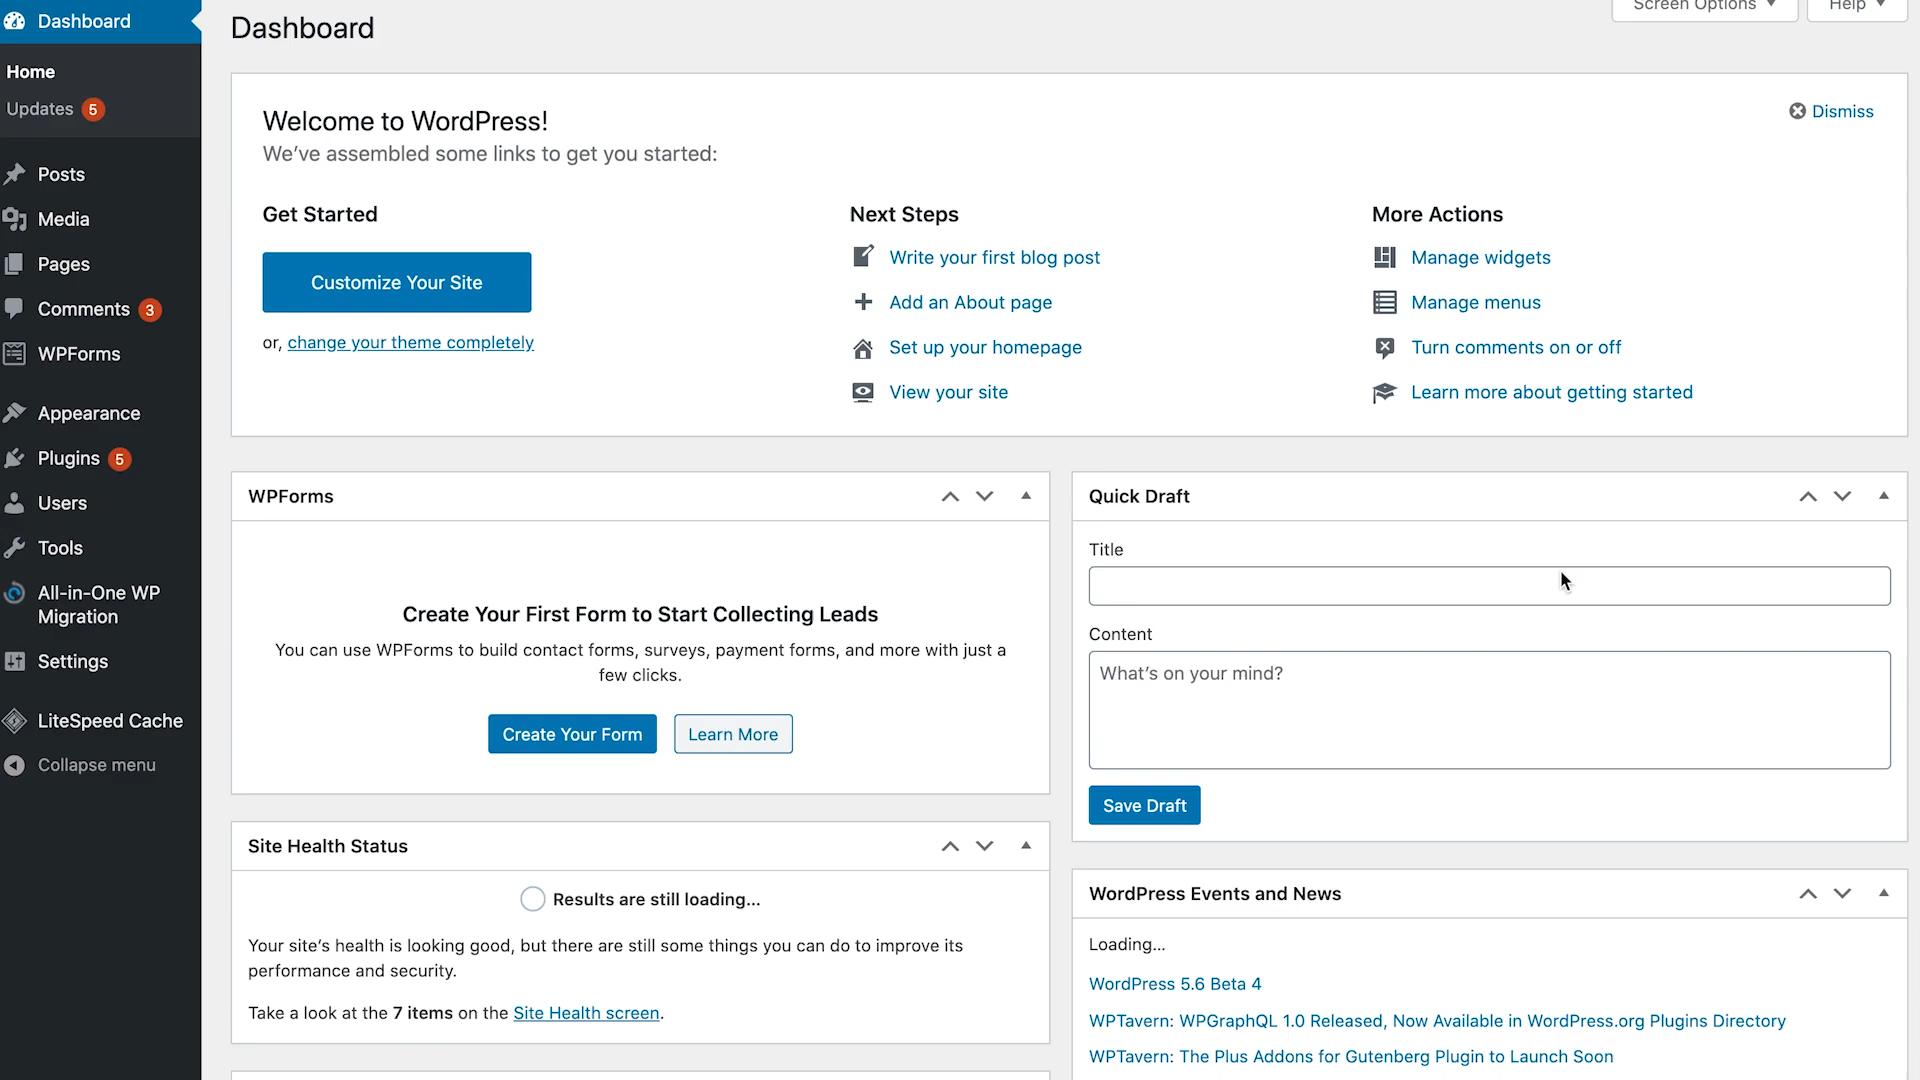 Dashboard
Home
Updates 5
Posts
Media
Pages
Comments 3
WPForms
Appearance
Plugins 5
Users
Tools
All-in-One WP
Migration
Settings
LiteSpeed Cache
Collapse menu
Screen Options
Help
Dashboard
Welcome to WordPress!
We've assembled some links to get you started:
Dismiss
Get Started
Customize Your Site
or, change your theme completely
Next Steps
Write your first blog post
Add an About page
Set up your homepage
View your site
More Actions
Manage widgets
Manage menus
Turn comments on or off
Learn more about getting started
WPForms
Create Your First Form to Start Collecting Leads
You can use WPForms to build contact forms, surveys, payment forms, and more with just a
few clicks.
Create Your Form
Learn More
Site Health Status
Results are still loading...
Your site's health is looking good, but there are still some things you can do to improve its
performance and security.
Take a look at the 7 items on the Site Health screen.
Quick Draft
Title
Content
What's on your mind?
Save Draft
WordPress Events and News
Loading...
WordPress 5.6 Beta 4
WPTavern: WPGraphQL 1.0 Released, Now Available in WordPress.org Plugins Directory
WPTavern: The Plus Addons for Gutenberg Plugin to Launch Soon